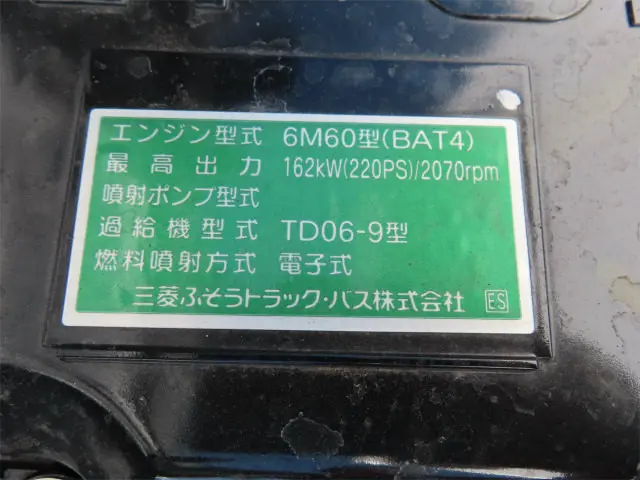 エンジン型式 6M60型(BAT4)
最高出力 162kW(220PS)/2070rpm
噴射ポンプ型式
過給機型式 TD06-9型
燃料噴射方式 電子式
三菱ふそうトラック・バス株式会社 ES